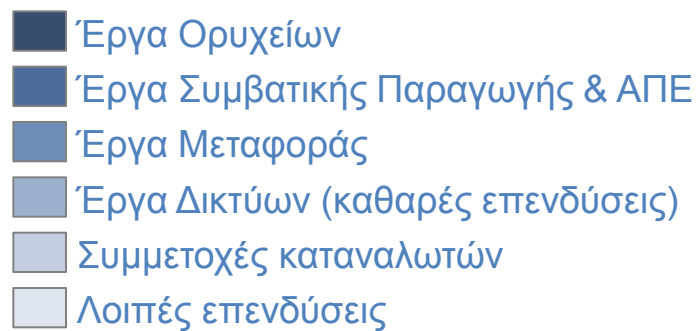 Έργα Ορυχείων
Έργα Συμβατικής Παραγωγής & ΑΠΕ
Έργα Μεταφοράς
Έργα Δικτύων (καθαρές επενδύσεις)
Συμμετοχές καταναλωτών
Λοιπές επενδύσεις